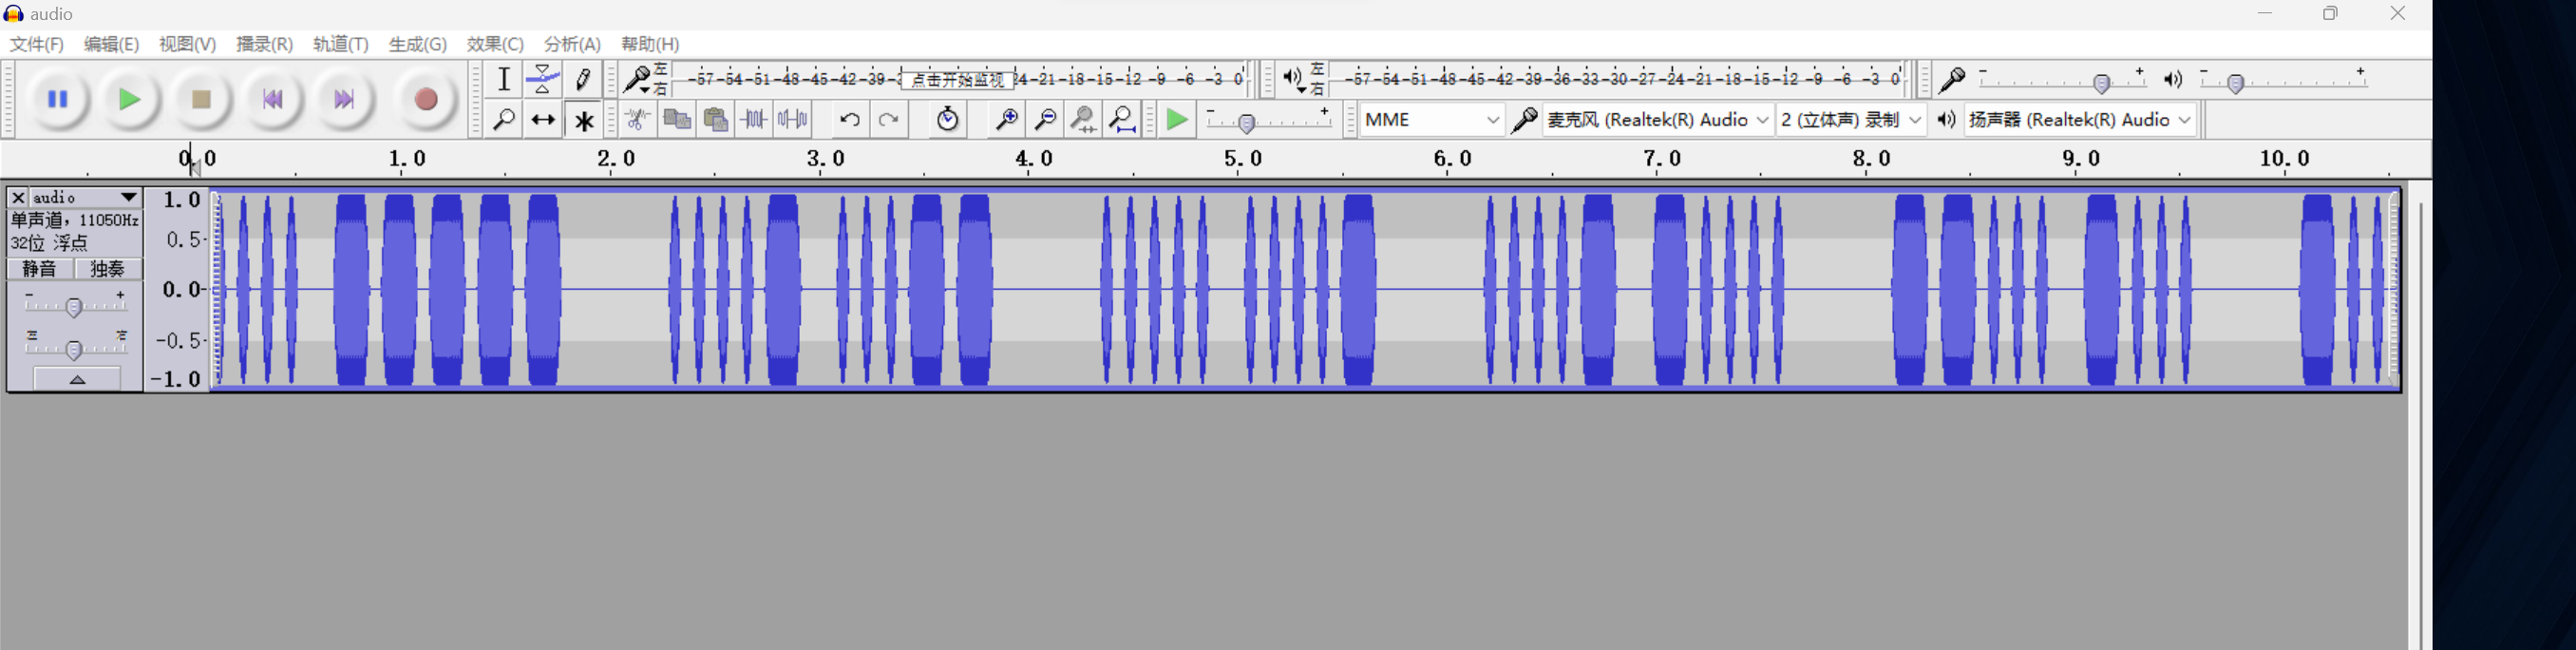 audio
文件(F) 编辑(E) 视图(V) 播录(R) 轨道(T) 生成(G) 效果(C) 分析(A) 帮助(H)
左 -57 -54 -51 -48 -45 -42 -39 -3 点击开始监视 24 -21 -18 -15 -12 -9 -6 -3 0 左 -57 -54 -51 -48 -45 -42 -39 -36 -33 -30 -27 -24 -21 -18 -15 -12 -9 -6 -3 0 - + - +
右 右
- + MME 麦克风 (Realtek(R) Audio 2 (立体声) 录制 扬声器 (Realtek(R) Audio
0.0 1.0 2.0 3.0 4.0 5.0 6.0 7.0 8.0 9.0 10.0
audio 1.0
单声道, 11050Hz
32位 浮点 0.5
静音 独奏
- + 0.0
左 右 -0.5
-1.0